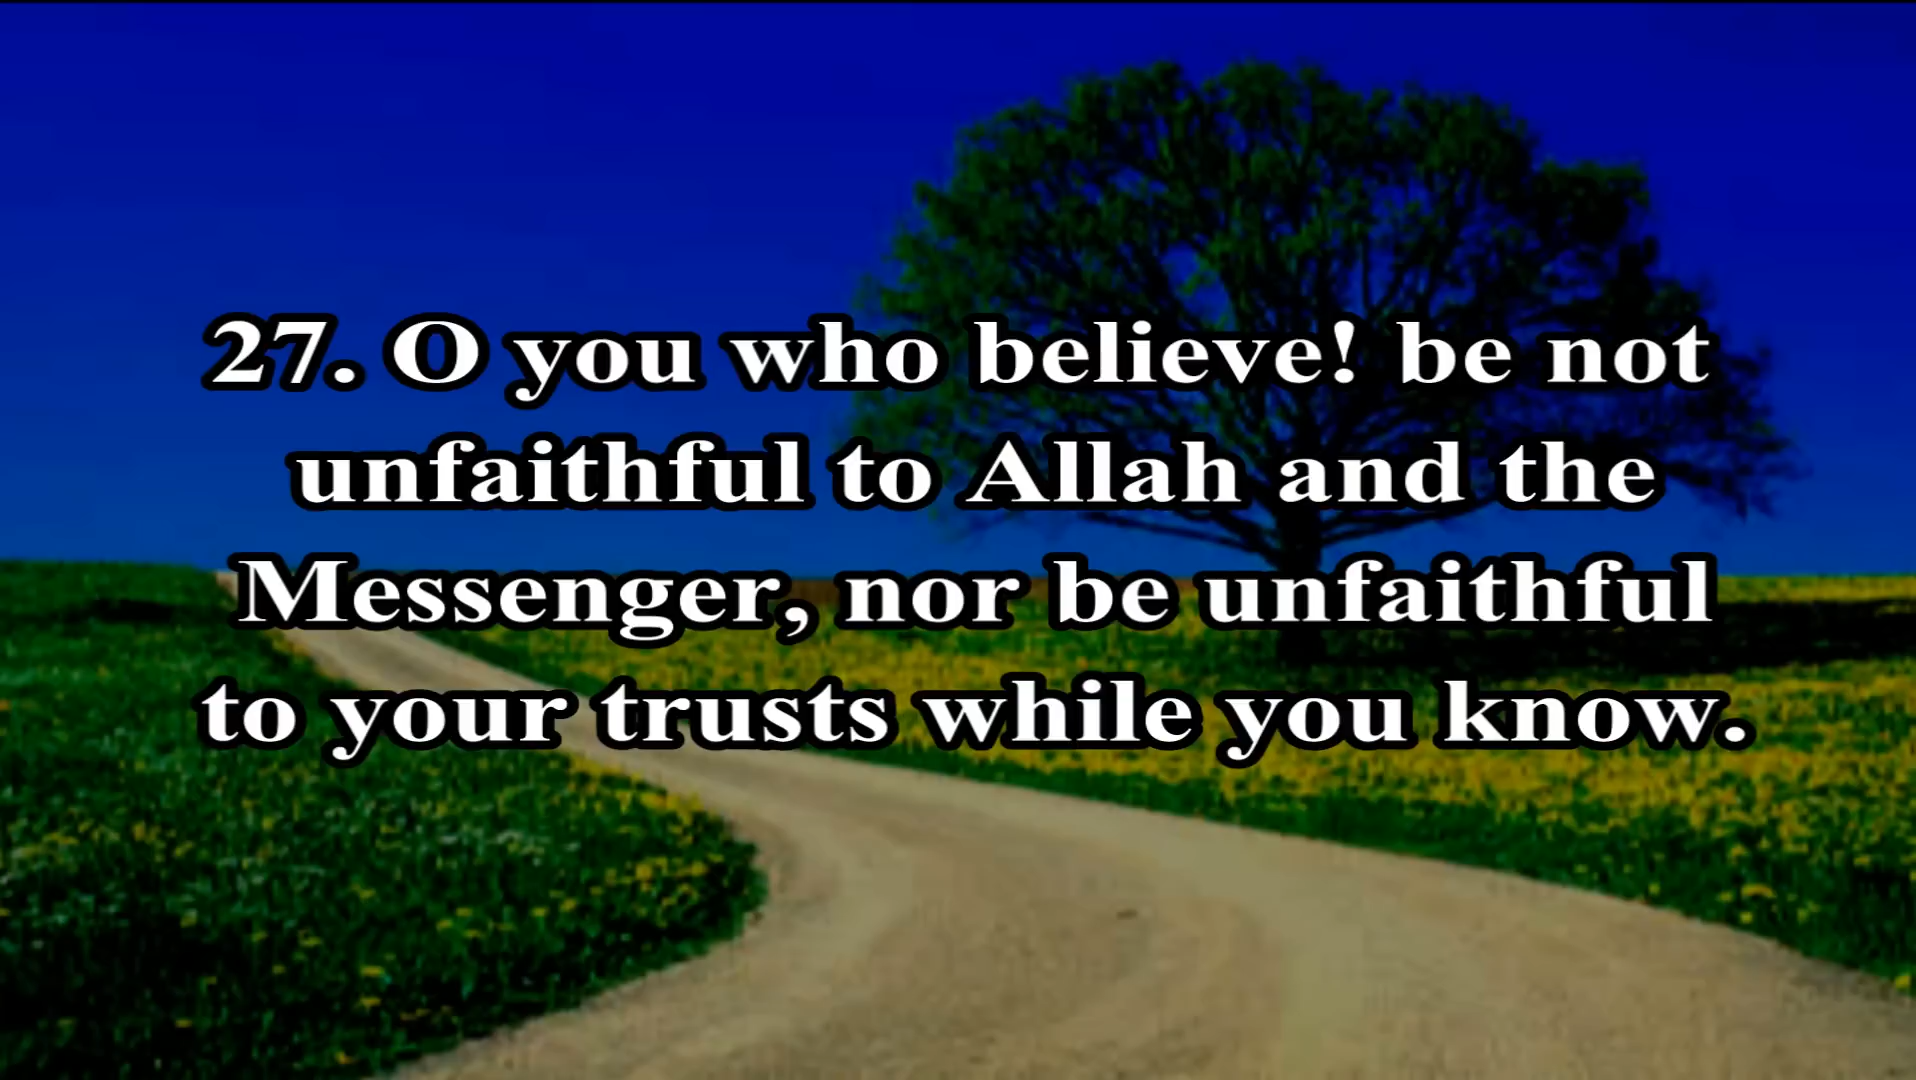 27. O you who believe! be not
unfaithful to Allah and the
Messenger, nor be unfaithful
to your trusts while you know.